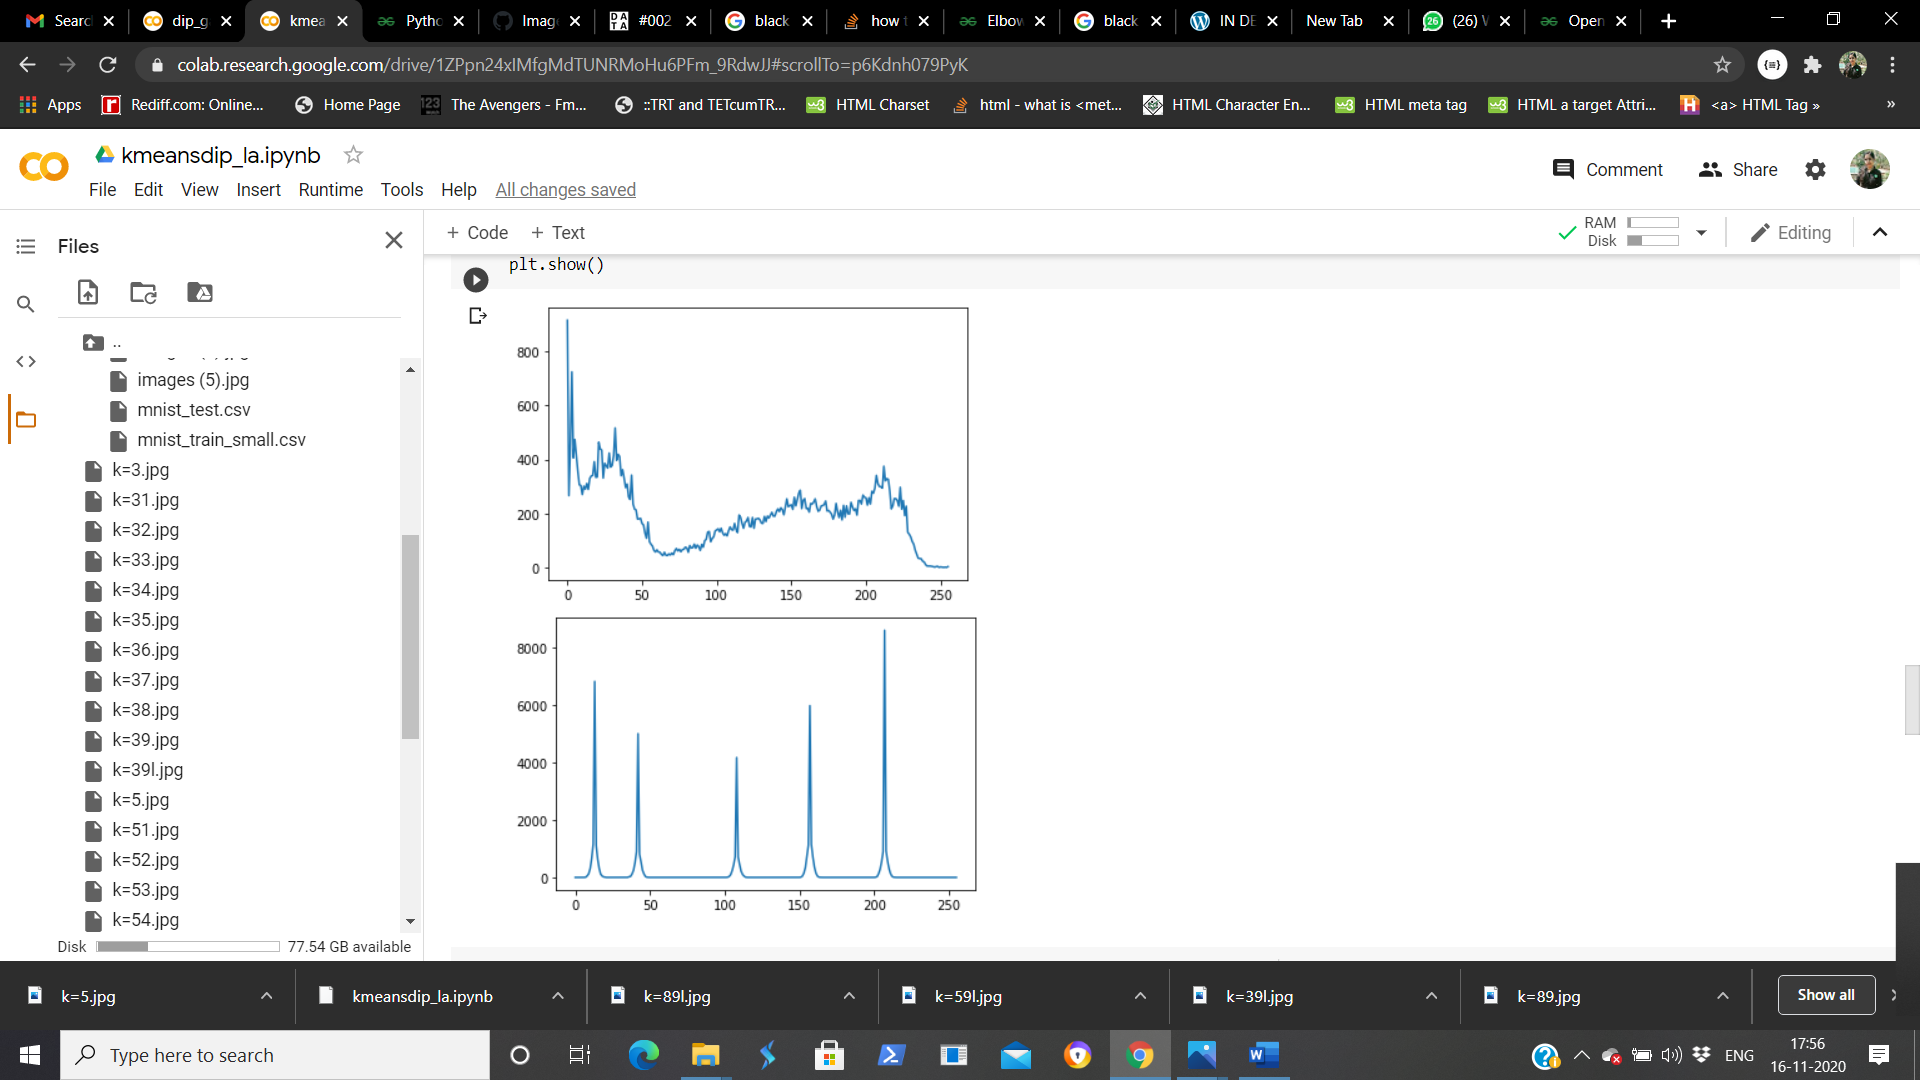 Searc
dip_g
kmea
Pytho
Imag
#002
black
how t
Elbow
black
IN DE
New Tab
(26) W
Open
colab.research.google.com/drive/1ZPpn24xIMfgMdTUNRMoHu6PFm_9RdwJJ#scrollTo=p6Kdnh079PyK
Apps
Rediff.com: Online...
Home Page
The Avengers - Fm...
::TRT and TETcumTR...
HTML Charset
html - what is <met...
HTML Character En...
HTML meta tag
HTML a target Attri...
<a> HTML Tag »
»
kmeansdip_la.ipynb
File Edit View Insert Runtime Tools Help All changes saved
Comment
Share
Files
+ Code + Text
RAM
Disk
Editing
plt.show()
..
images (5).jpg
mnist_test.csv
mnist_train_small.csv
k=3.jpg
k=31.jpg
k=32.jpg
k=33.jpg
k=34.jpg
k=35.jpg
k=36.jpg
k=37.jpg
k=38.jpg
k=39.jpg
k=39l.jpg
k=5.jpg
k=51.jpg
k=52.jpg
k=53.jpg
k=54.jpg
Disk 77.54 GB available
800
600
400
200
0
0 50 100 150 200 250
8000
6000
4000
2000
0
0 50 100 150 200 250
k=5.jpg
kmeansdip_la.ipynb
k=89l.jpg
k=59l.jpg
k=39l.jpg
k=89.jpg
Show all
Type here to search
ENG
17:56
16-11-2020